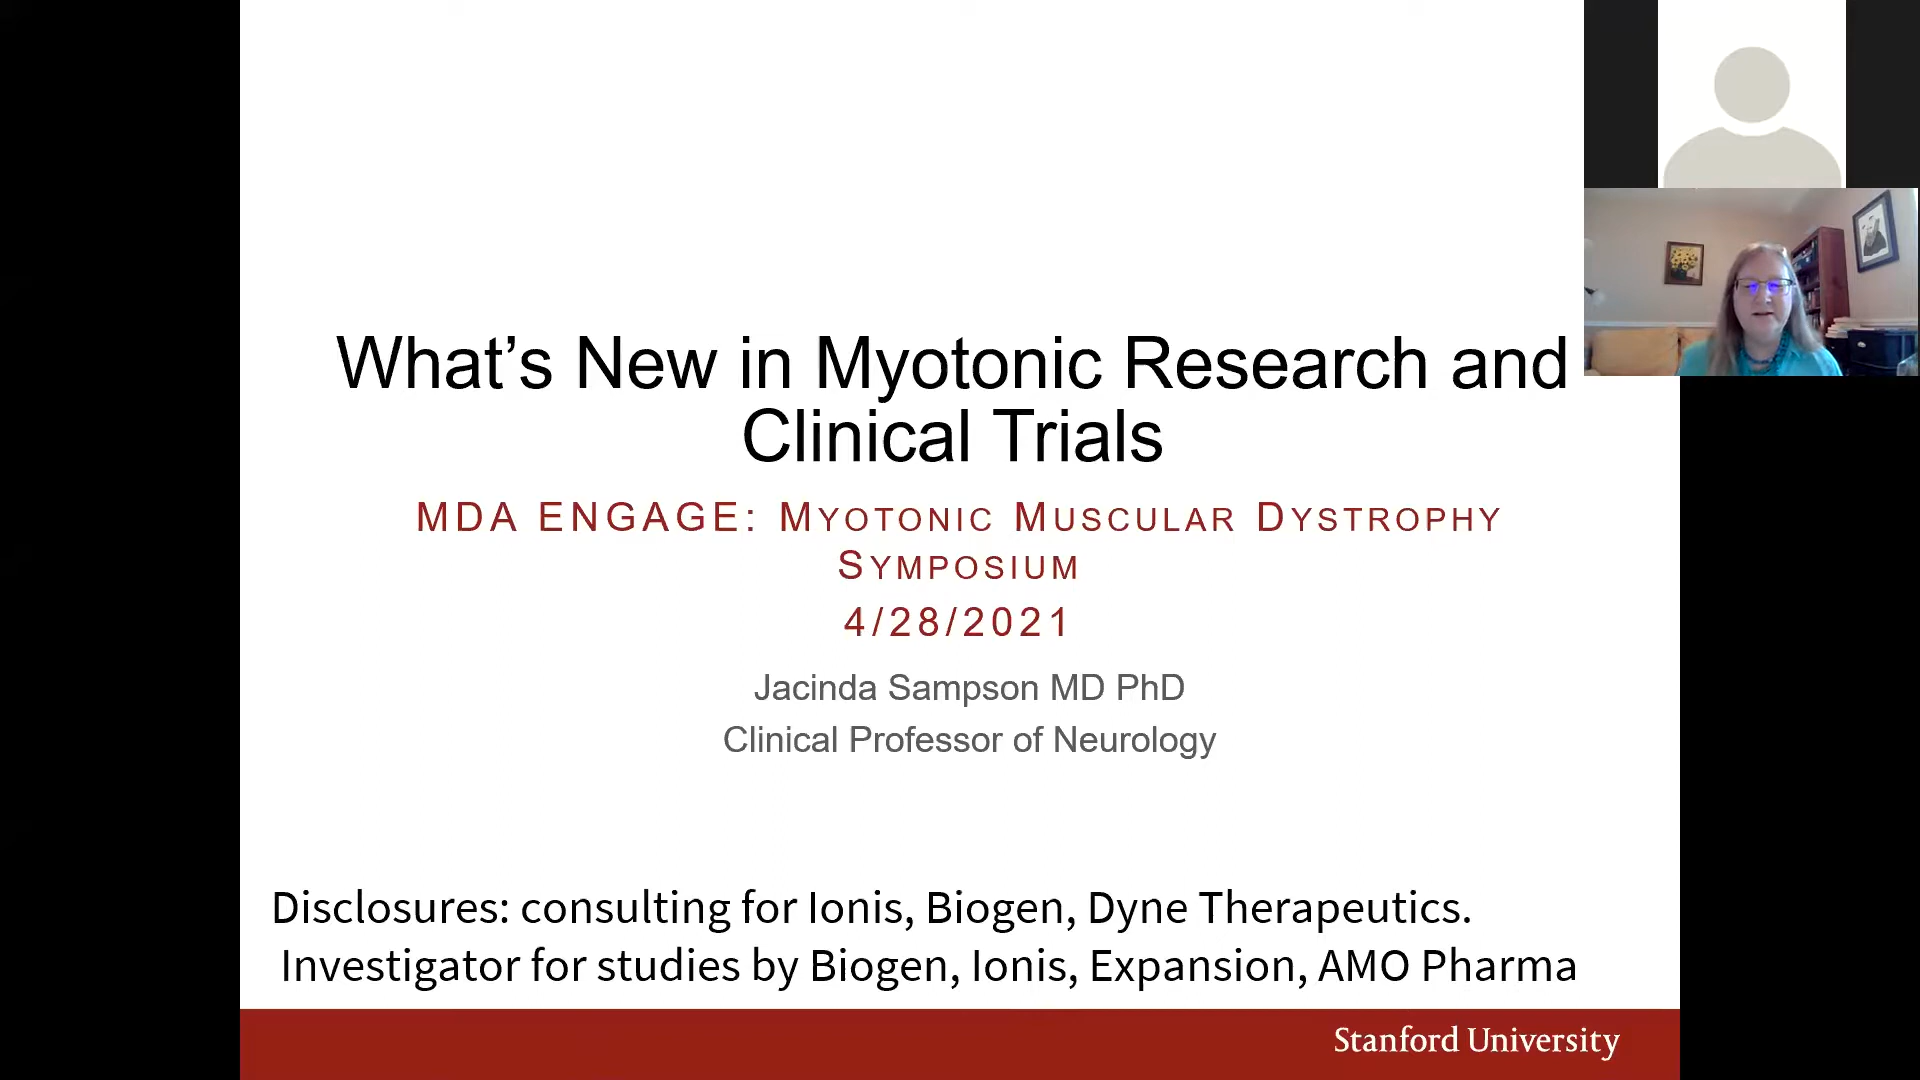 What’s New in Myotonic Research and
Clinical Trials
MDA ENGAGE: MYOTONIC MUSCULAR DYSTROPHY
SYMPOSIUM
4/28/2021
Jacinda Sampson MD PhD
Clinical Professor of Neurology
Disclosures: consulting for Ionis, Biogen, Dyne Therapeutics.
Investigator for studies by Biogen, Ionis, Expansion, AMO Pharma
Stanford University